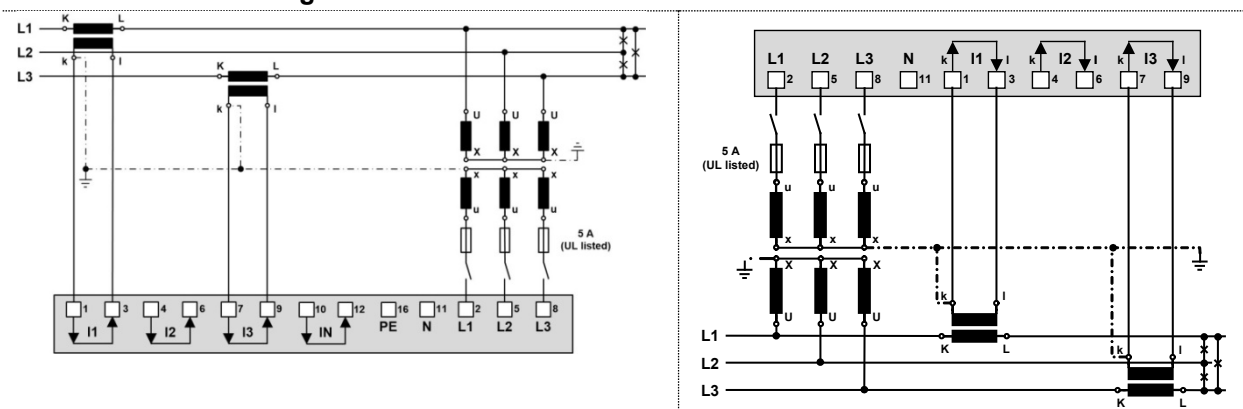 K L
L1
L2
k l
K L
L3
k l
U U U
X X X
x x x
u u u
5 A
(UL listed)
1 3 4 6 7 9 10 12 16 11 2 5 8
I1 I2 I3 IN PE N L1 L2 L3
L1 L2 L3 N k I1 l k I2 l k I3 l
2 5 8 11 1 3 4 6 7 9
5 A
(UL listed)
u u u
x x x
X X X
k l
U U U
L1
K L
k l
L2
L3
K L